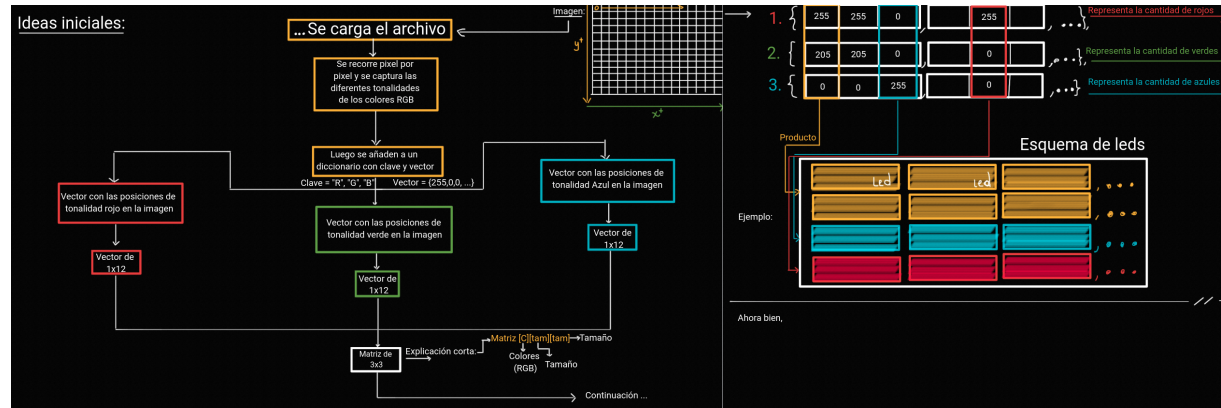 Ideas iniciales:
... Se carga el archivo
Imagen:
0
y+
x+
Se recorre pixel por
pixel y se captura las
diferentes tonalidades
de los colores RGB
Luego se añaden a un
diccionario con clave y vector
Clave = "R", "G", "B"
Vector = {255,0,0, ...}
Vector con las posiciones de
tonalidad rojo en la imagen
Vector de
1x12
Vector con las posiciones de
tonalidad verde en la imagen
Vector de
1x12
Vector con las posiciones de
tonalidad Azul en la imagen
Vector de
1x12
Matriz de
3x3
Explicación corta:
Matriz [C][tam][tam]
Tamaño
Colores
(RGB)
Tamaño
Continuación ...
1. { 255 255 0 , 255 , ... }, Representa la cantidad de rojos
2. { 205 205 0 , 0 , ... }, Representa la cantidad de verdes
3. { 0 0 255 , 0 , ... } Representa la cantidad de azules
Producto
Esquema de leds
Led
Led
, ...
, ...
Ejemplo:
, ...
, ...
Ahora bien,